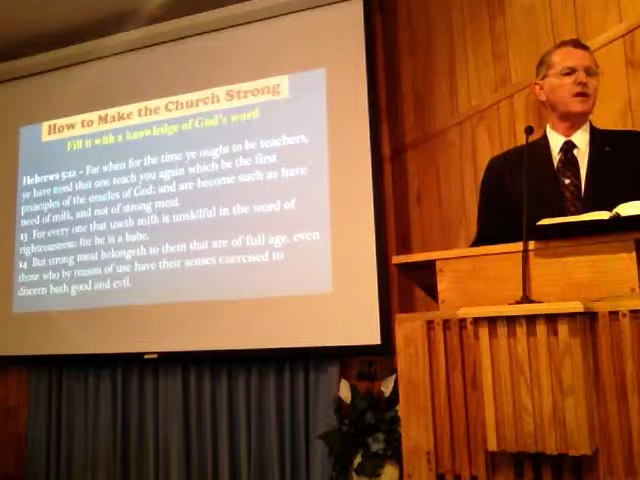 How to Make the Church Strong
Fill it with a knowledge of God's word
Hebrews 5:12 - For when for the time ye ought to be teachers,
ye have need that one teach you again which be the first
principles of the oracles of God; and are become such as have
need of milk, and not of strong meat.
13 For every one that useth milk is unskilful in the word of
righteousness: for he is a babe.
14 But strong meat belongeth to them that are of full age, even
those who by reason of use have their senses exercised to
discern both good and evil.